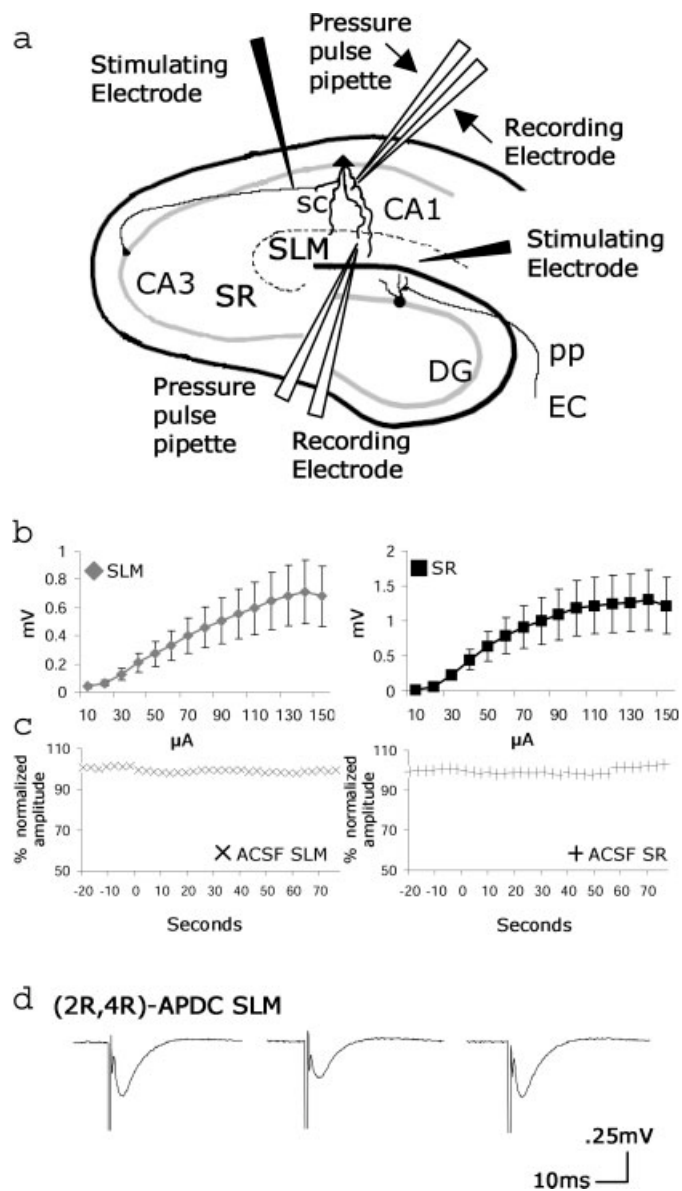 a
Pressure
pulse
pipette
Stimulating
Electrode
Recording
Electrode
sc
CA1
SLM
Stimulating
Electrode
CA3
SR
DG
pp
EC
Pressure
pulse
pipette
Recording
Electrode
b
1
0.8
0.6
0.4
0.2
0
mV
SLM
10 30 50 70 90 110 130 150
µA
2
1.5
1
0.5
0
mV
SR
10 30 50 70 90 110 130 150
µA
c
110
90
70
50
% normalized
amplitude
ACSF SLM
-20 -10 0 10 20 30 40 50 60 70
Seconds
110
90
70
50
% normalized
amplitude
ACSF SR
-20 -10 0 10 20 30 40 50 60 70
Seconds
d
(2R,4R)-APDC SLM
.25mV
10ms